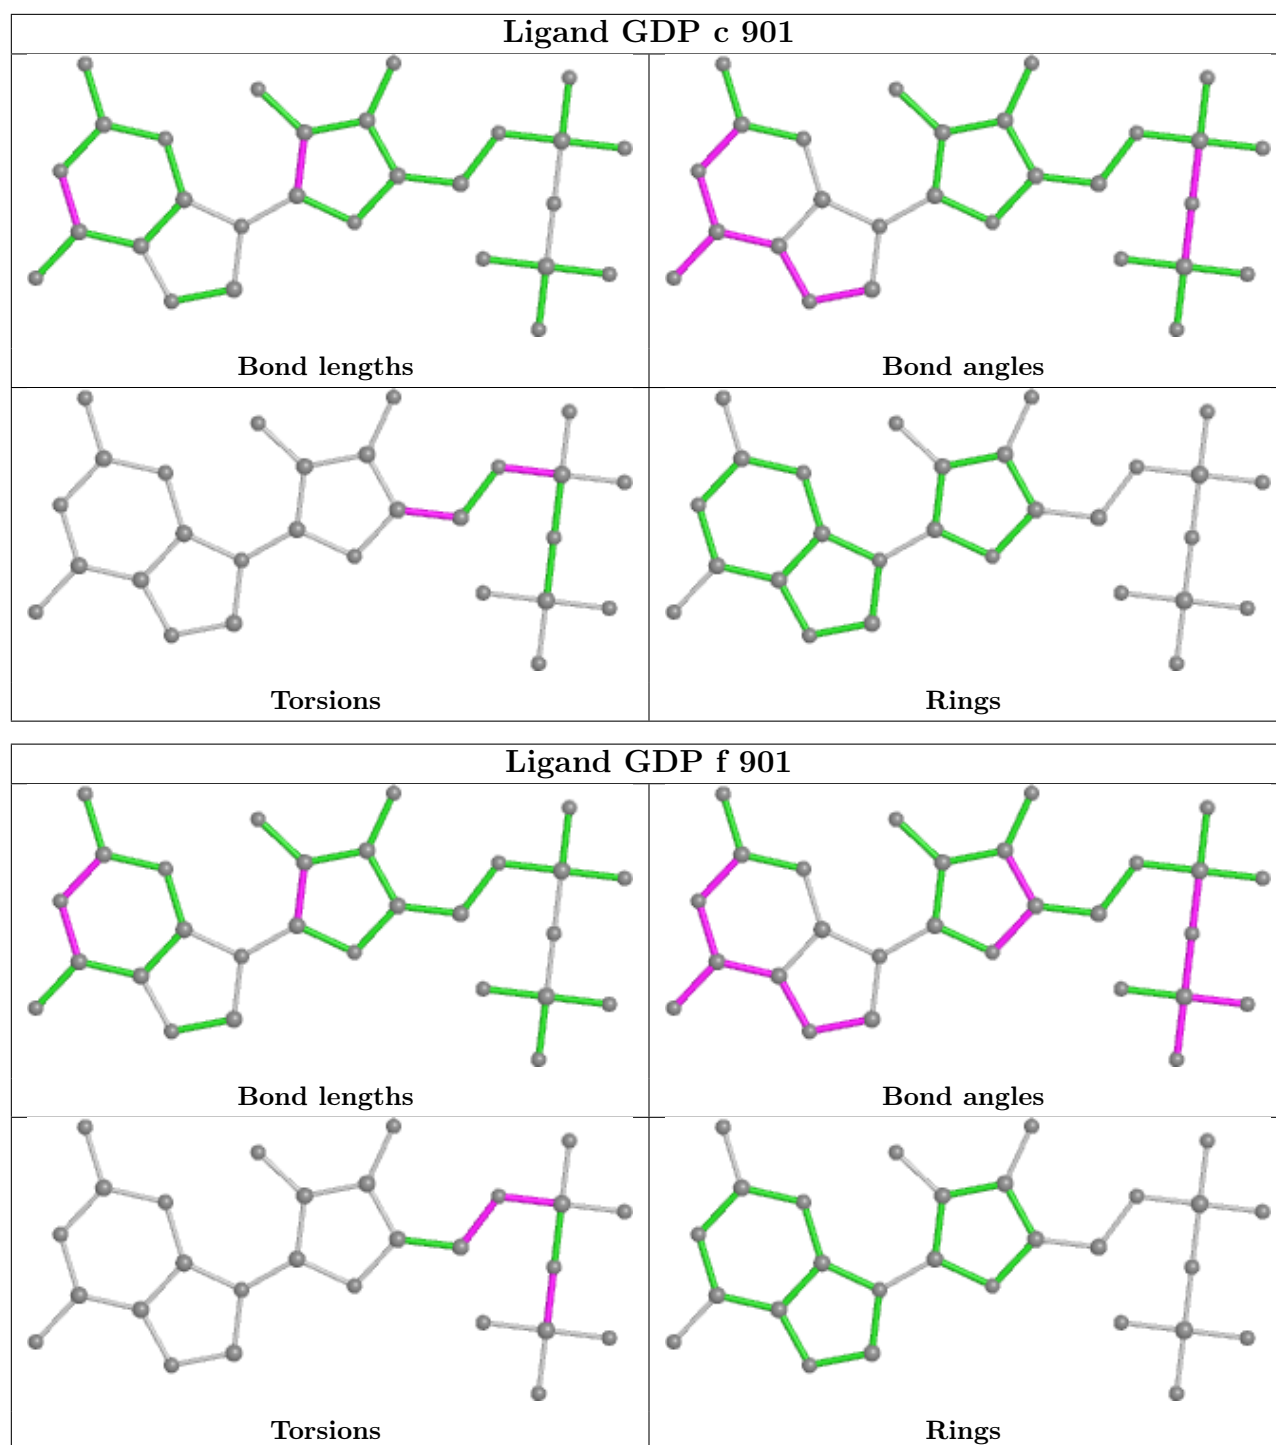 Ligand GDP c 901
Bond lengths Bond angles
Torsions Rings
Ligand GDP f 901
Bond lengths Bond angles
Torsions Rings